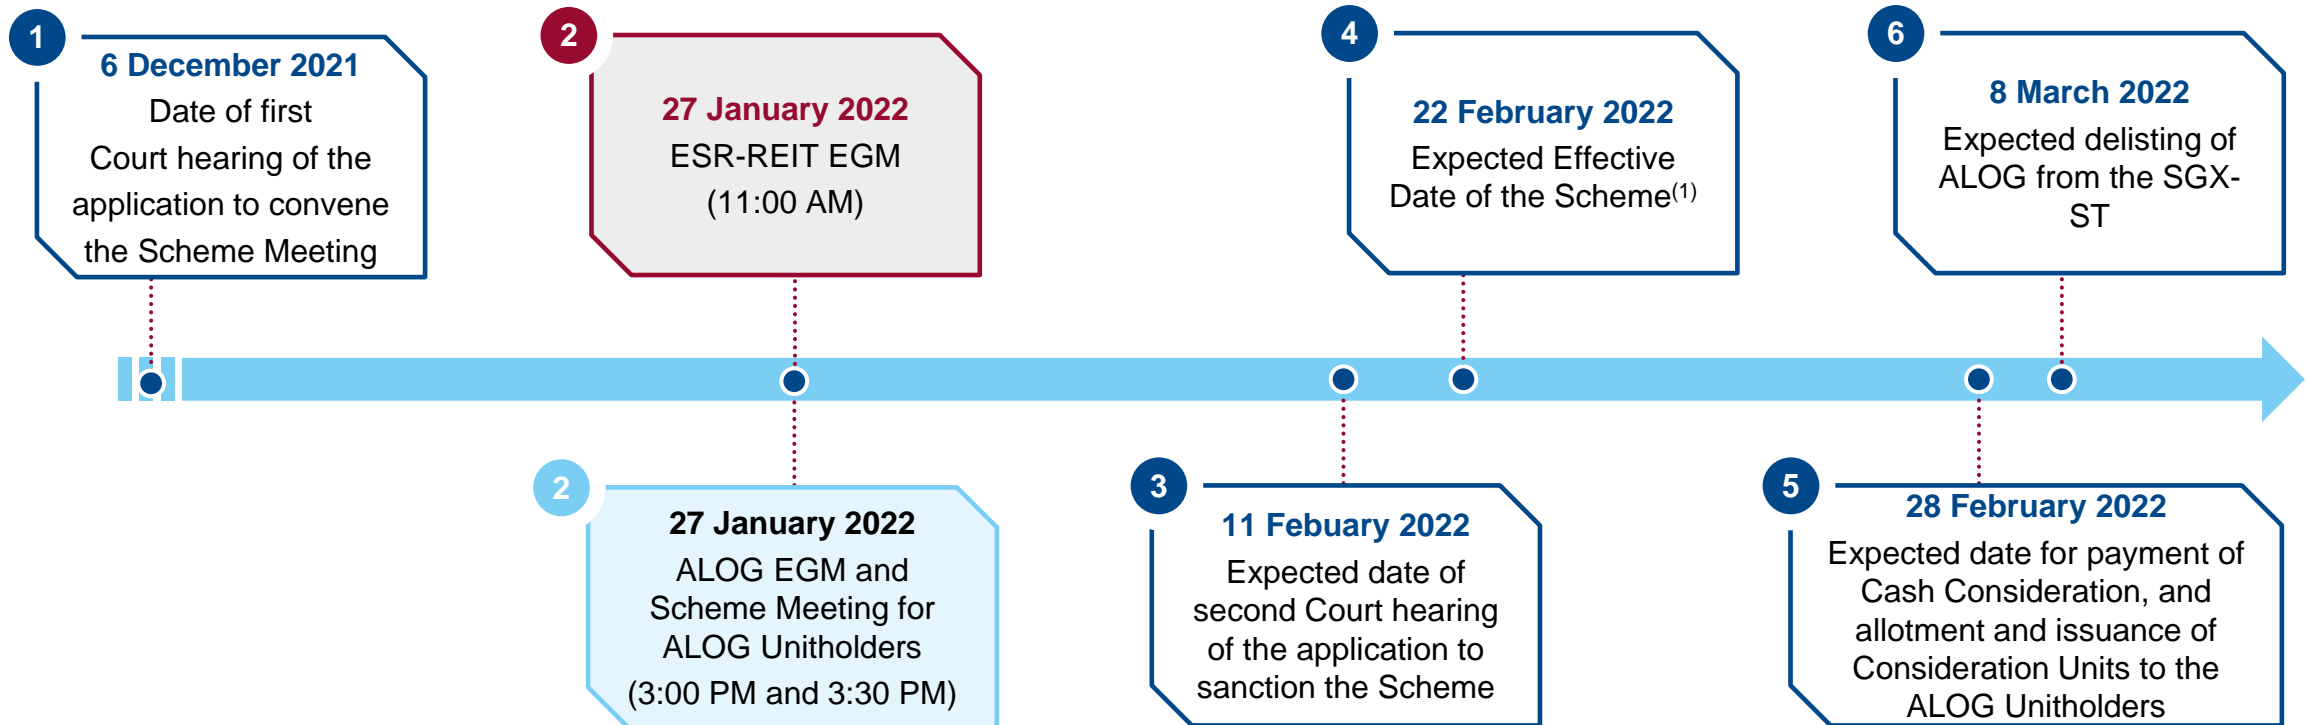 1
6 December 2021
Date of first
Court hearing of the
application to convene
the Scheme Meeting
2
27 January 2022
ESR-REIT EGM
(11:00 AM)
4
22 February 2022
Expected Effective
Date of the Scheme(1)
6
8 March 2022
Expected delisting of
ALOG from the SGX-
ST
2
27 January 2022
ALOG EGM and
Scheme Meeting for
ALOG Unitholders
(3:00 PM and 3:30 PM)
3
11 Febuary 2022
Expected date of
second Court hearing
of the application to
sanction the Scheme
5
28 February 2022
Expected date for payment of
Cash Consideration, and
allotment and issuance of
Consideration Units to the
ALOG Unitholders